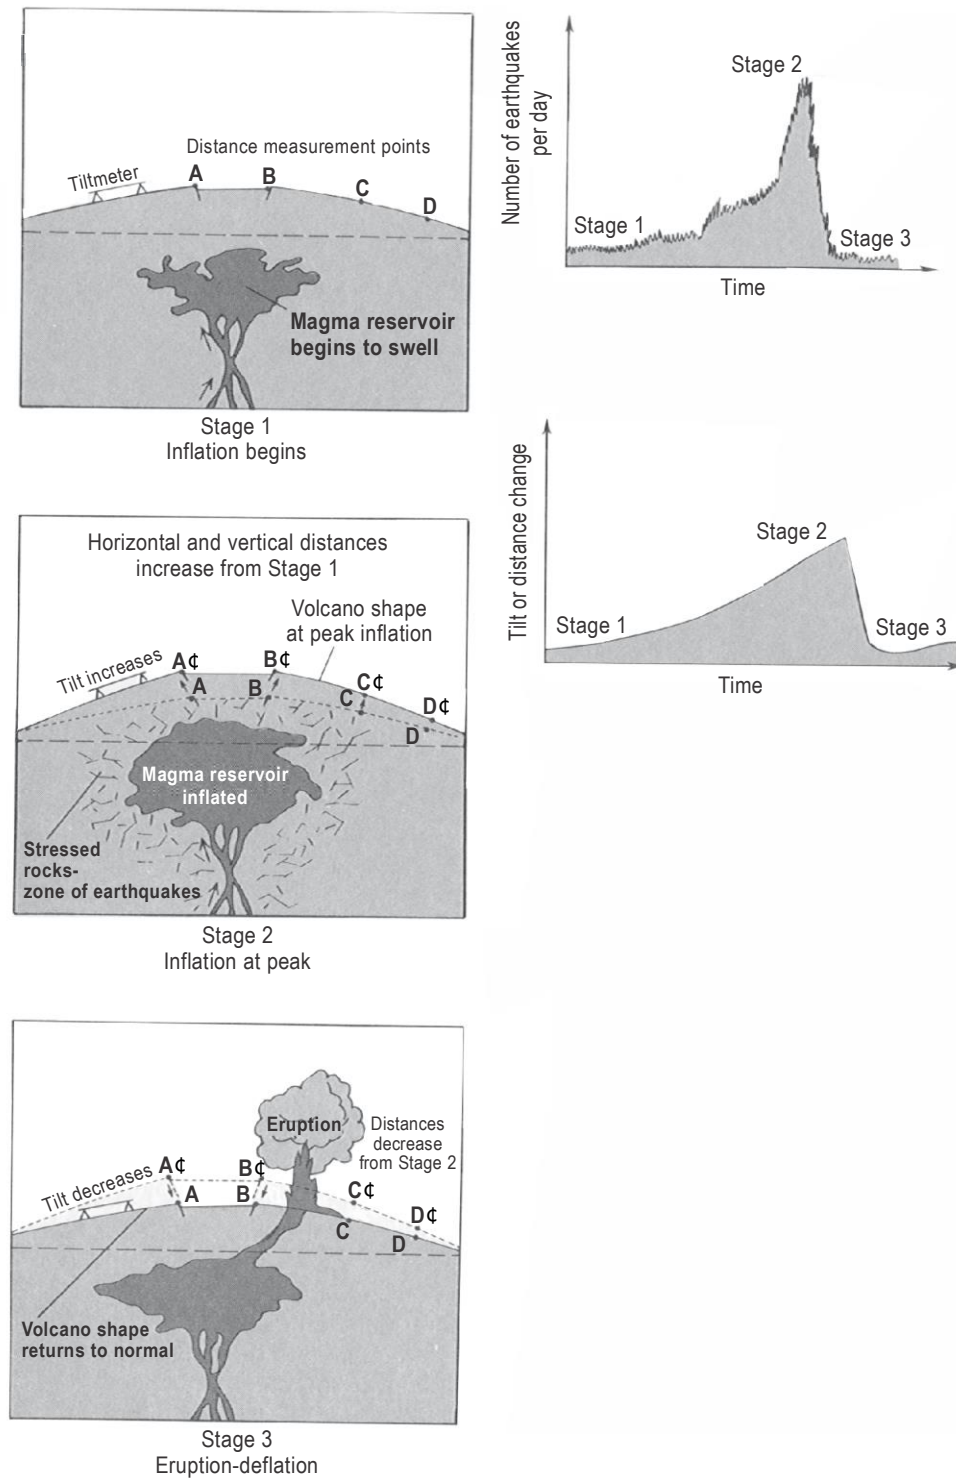 Distance measurement points
Tiltmeter
A
B
C
D
Magma reservoir
begins to swell
Stage 1
Inflation begins
Number of earthquakes
per day
Stage 1
Stage 2
Stage 3
Time
Tilt or distance change
Stage 1
Stage 2
Stage 3
Time
Horizontal and vertical distances
increase from Stage 1
Volcano shape
at peak inflation
Tilt increases
A¢
B¢
C¢
D¢
A
B
C
D
Magma reservoir
inflated
Stressed
rocks-
zone of earthquakes
Stage 2
Inflation at peak
Eruption
Distances
decrease
from Stage 2
Tilt decreases
A¢
B¢
C¢
D¢
A
B
C
D
Volcano shape
returns to normal
Stage 3
Eruption-deflation